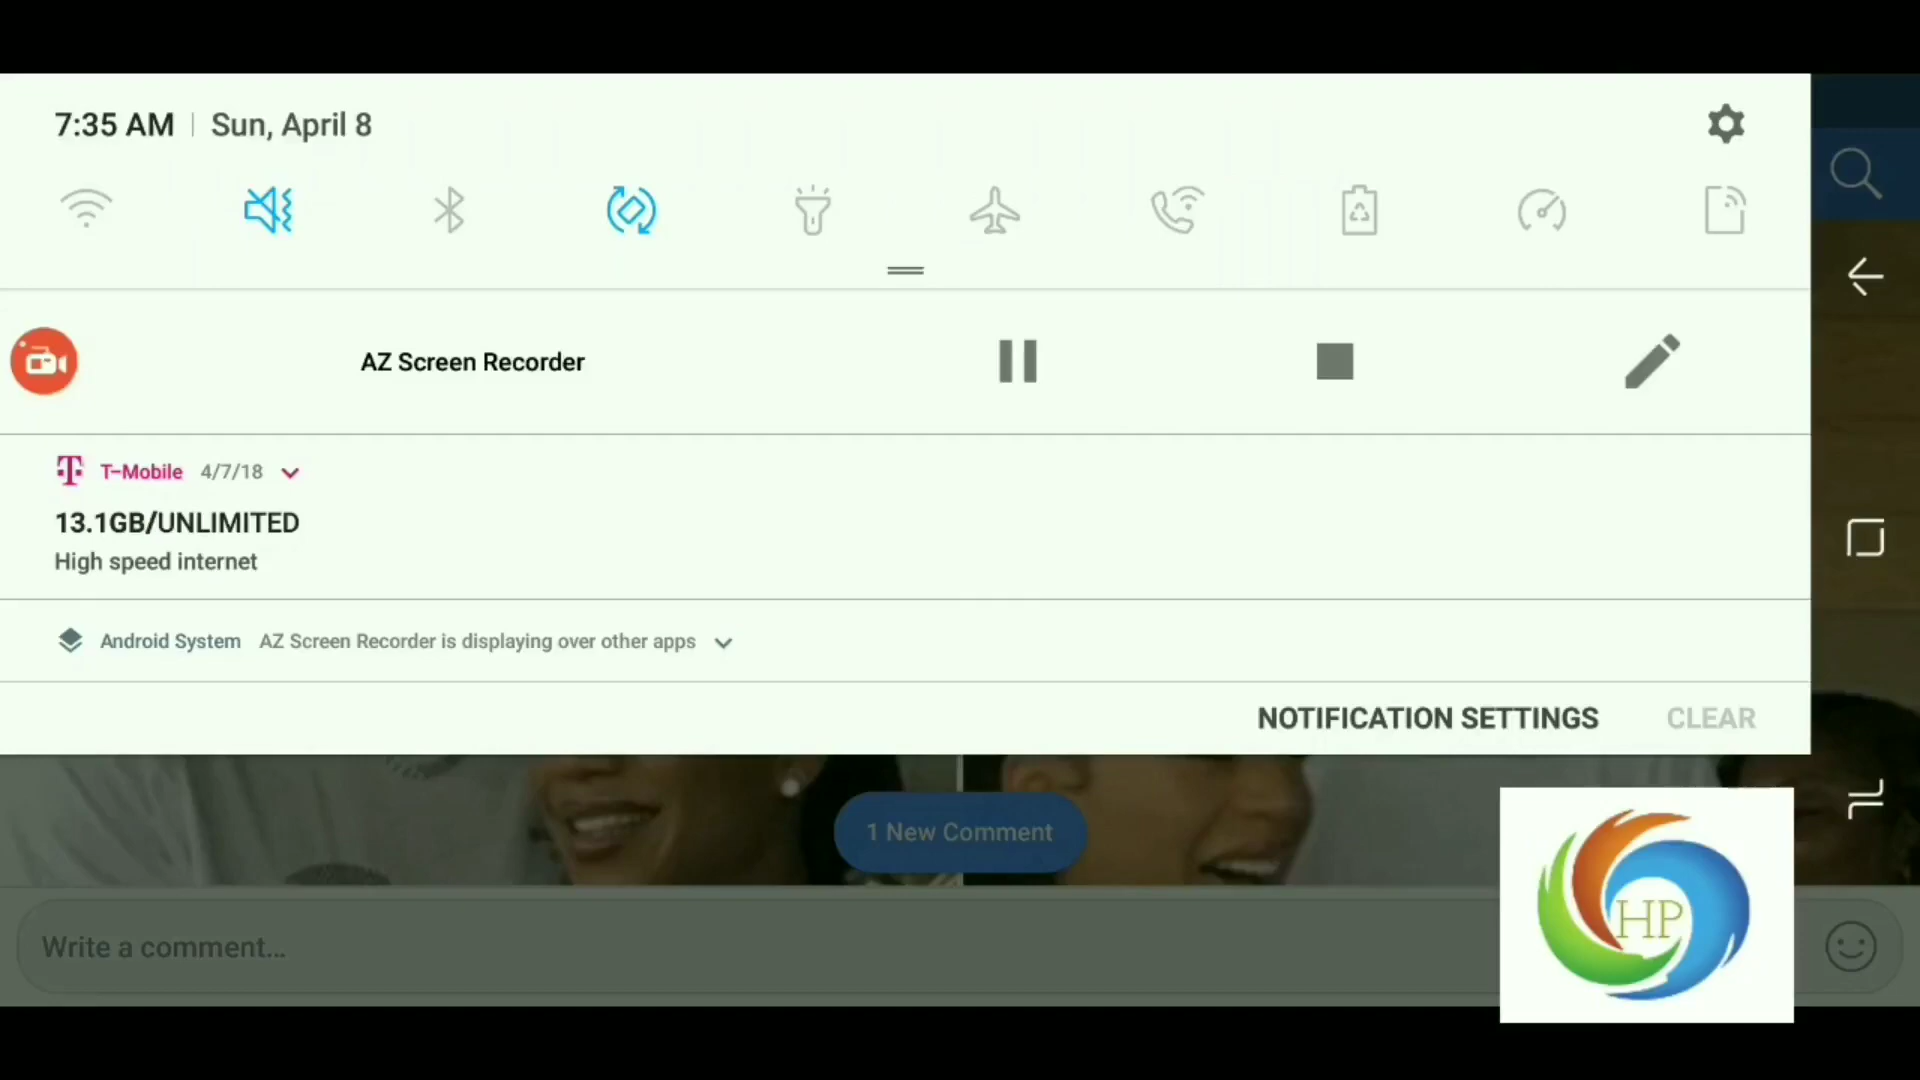 7:35 AM | Sun, April 8
AZ Screen Recorder
T-Mobile 4/7/18
13.1GB/UNLIMITED
High speed internet
Android System AZ Screen Recorder is displaying over other apps
NOTIFICATION SETTINGS CLEAR
1 New Comment
HP
Write a comment...